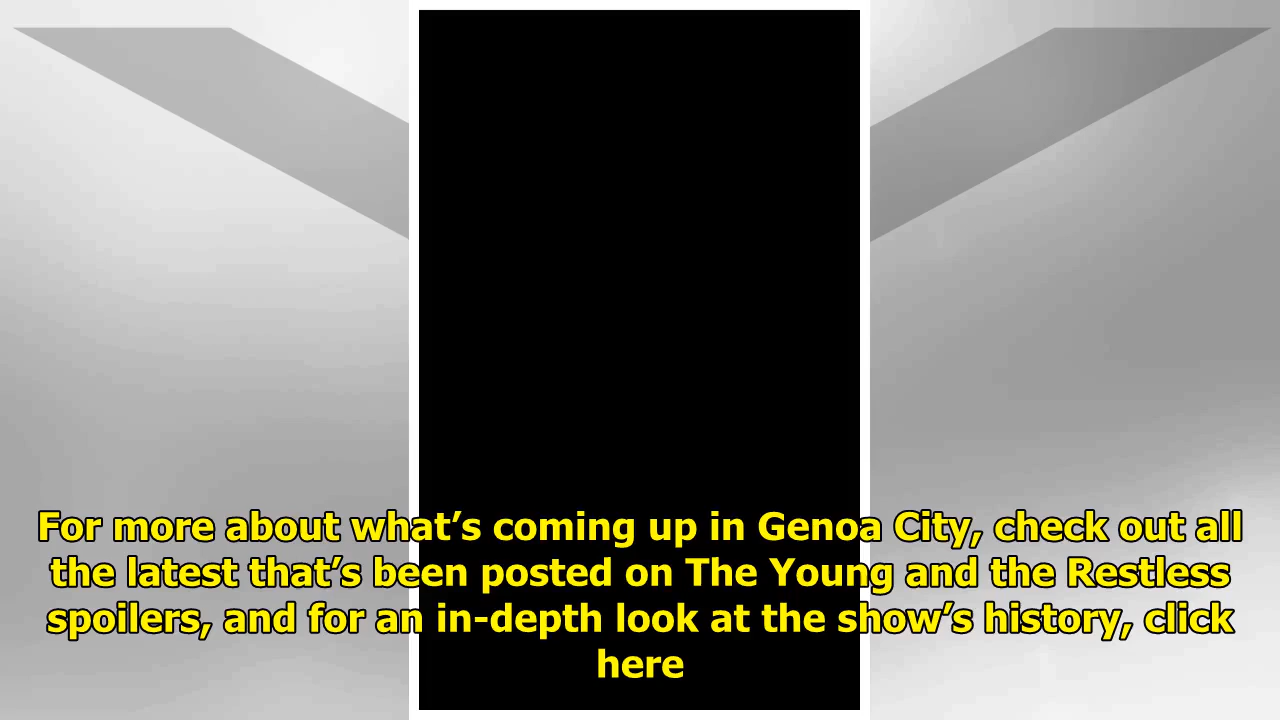 For more about what’s coming up in Genoa City, check out all
the latest that’s been posted on The Young and the Restless
spoilers, and for an in-depth look at the show’s history, click
here